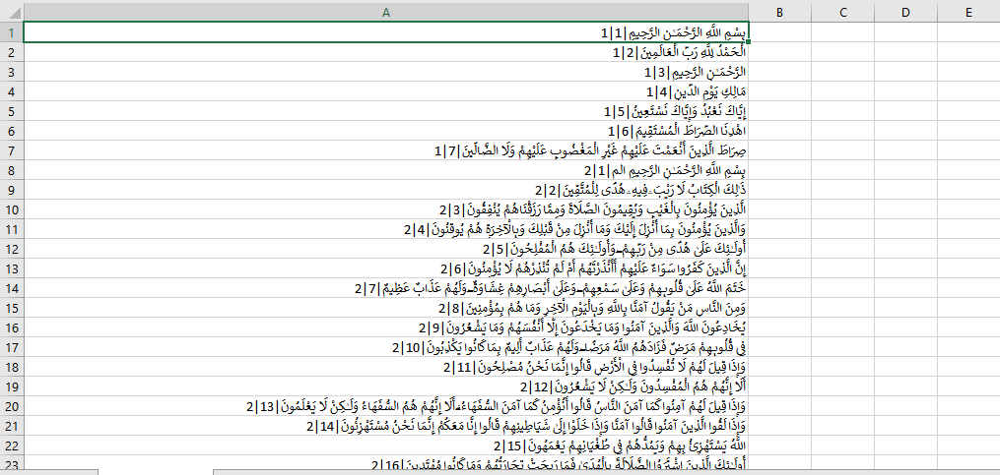 A B C D E
1 1|1|بِسْمِ اللَّهِ الرَّحْمَـٰنِ الرَّحِيمِ
2 1|2|الْحَمْدُ لِلَّهِ رَبِّ الْعَالَمِينَ
3 1|3|الرَّحْمَـٰنِ الرَّحِيمِ
4 1|4|مَالِكِ يَوْمِ الدِّينِ
5 1|5|إِيَّاكَ نَعْبُدُ وَإِيَّاكَ نَسْتَعِينُ
6 1|6|اهْدِنَا الصِّرَاطَ الْمُسْتَقِيمَ
7 1|7|صِرَاطَ الَّذِينَ أَنْعَمْتَ عَلَيْهِمْ غَيْرِ الْمَغْضُوبِ عَلَيْهِمْ وَلَا الضَّالِّينَ
8 2|1|بِسْمِ اللَّهِ الرَّحْمَـٰنِ الرَّحِيمِ الم
9 2|2|ذَٰلِكَ الْكِتَابُ لَا رَيْبَ ۛ فِيهِ ۛ هُدًى لِلْمُتَّقِينَ
10 2|3|الَّذِينَ يُؤْمِنُونَ بِالْغَيْبِ وَيُقِيمُونَ الصَّلَاةَ وَمِمَّا رَزَقْنَاهُمْ يُنْفِقُونَ
11 2|4|وَالَّذِينَ يُؤْمِنُونَ بِمَا أُنْزِلَ إِلَيْكَ وَمَا أُنْزِلَ مِنْ قَبْلِكَ وَبِالْآخِرَةِ هُمْ يُوقِنُونَ
12 2|5|أُولَـٰئِكَ عَلَىٰ هُدًى مِنْ رَبِّهِمْ ۖ وَأُولَـٰئِكَ هُمُ الْمُفْلِحُونَ
13 2|6|إِنَّ الَّذِينَ كَفَرُوا سَوَاءٌ عَلَيْهِمْ أَأَنْذَرْتَهُمْ أَمْ لَمْ تُنْذِرْهُمْ لَا يُؤْمِنُونَ
14 2|7|خَتَمَ اللَّهُ عَلَىٰ قُلُوبِهِمْ وَعَلَىٰ سَمْعِهِمْ ۖ وَعَلَىٰ أَبْصَارِهِمْ غِشَاوَةٌ ۖ وَلَهُمْ عَذَابٌ عَظِيمٌ
15 2|8|وَمِنَ النَّاسِ مَنْ يَقُولُ آمَنَّا بِاللَّهِ وَبِالْيَوْمِ الْآخِرِ وَمَا هُمْ بِمُؤْمِنِينَ
16 2|9|يُخَادِعُونَ اللَّهَ وَالَّذِينَ آمَنُوا وَمَا يَخْدَعُونَ إِلَّا أَنْفُسَهُمْ وَمَا يَشْعُرُونَ
17 2|10|فِي قُلُوبِهِمْ مَرَضٌ فَزَادَهُمُ اللَّهُ مَرَضًا ۖ وَلَهُمْ عَذَابٌ أَلِيمٌ بِمَا كَانُوا يَكْذِبُونَ
18 2|11|وَإِذَا قِيلَ لَهُمْ لَا تُفْسِدُوا فِي الْأَرْضِ قَالُوا إِنَّمَا نَحْنُ مُصْلِحُونَ
19 2|12|أَلَا إِنَّهُمْ هُمُ الْمُفْسِدُونَ وَلَـٰكِنْ لَا يَشْعُرُونَ
20 2|13|وَإِذَا قِيلَ لَهُمْ آمِنُوا كَمَا آمَنَ النَّاسُ قَالُوا أَنُؤْمِنُ كَمَا آمَنَ السُّفَهَاءُ ۗ أَلَا إِنَّهُمْ هُمُ السُّفَهَاءُ وَلَـٰكِنْ لَا يَعْلَمُونَ
21 2|14|وَإِذَا لَقُوا الَّذِينَ آمَنُوا قَالُوا آمَنَّا وَإِذَا خَلَوْا إِلَىٰ شَيَاطِينِهِمْ قَالُوا إِنَّا مَعَكُمْ إِنَّمَا نَحْنُ مُسْتَهْزِئُونَ
22 2|15|اللَّهُ يَسْتَهْزِئُ بِهِمْ وَيَمُدُّهُمْ فِي طُغْيَانِهِمْ يَعْمَهُونَ
23 2|16|أُولَـٰئِكَ الَّذِينَ اشْتَرَوُا الضَّلَالَةَ بِالْهُدَىٰ فَمَا رَبِحَتْ تِجَارَتُهُمْ وَمَا كَانُوا مُهْتَدِينَ